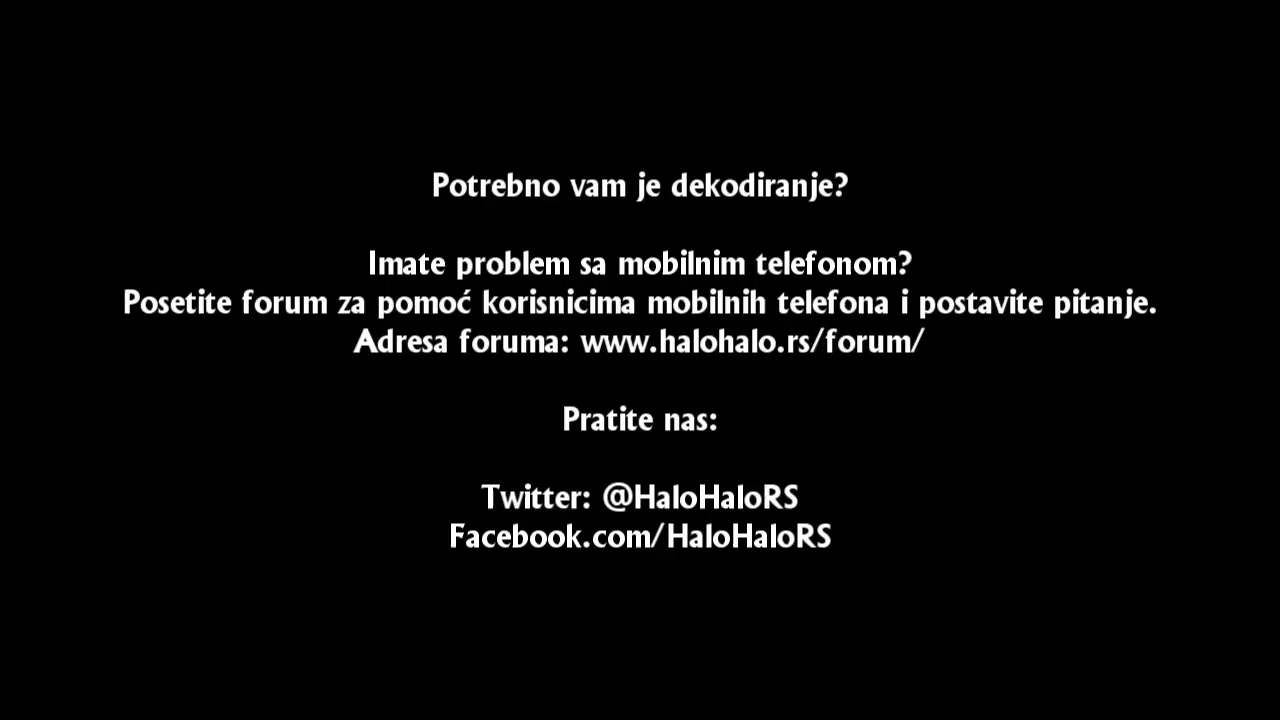 Potrebno vam je dekodiranje?
Imate problem sa mobilnim telefonom?
Posetite forum za pomoć korisnicima mobilnih telefona i postavite pitanje.
Adresa foruma: www.halohalo.rs/forum/
Pratite nas:
Twitter: @HaloHaloRS
Facebook.com/HaloHaloRS